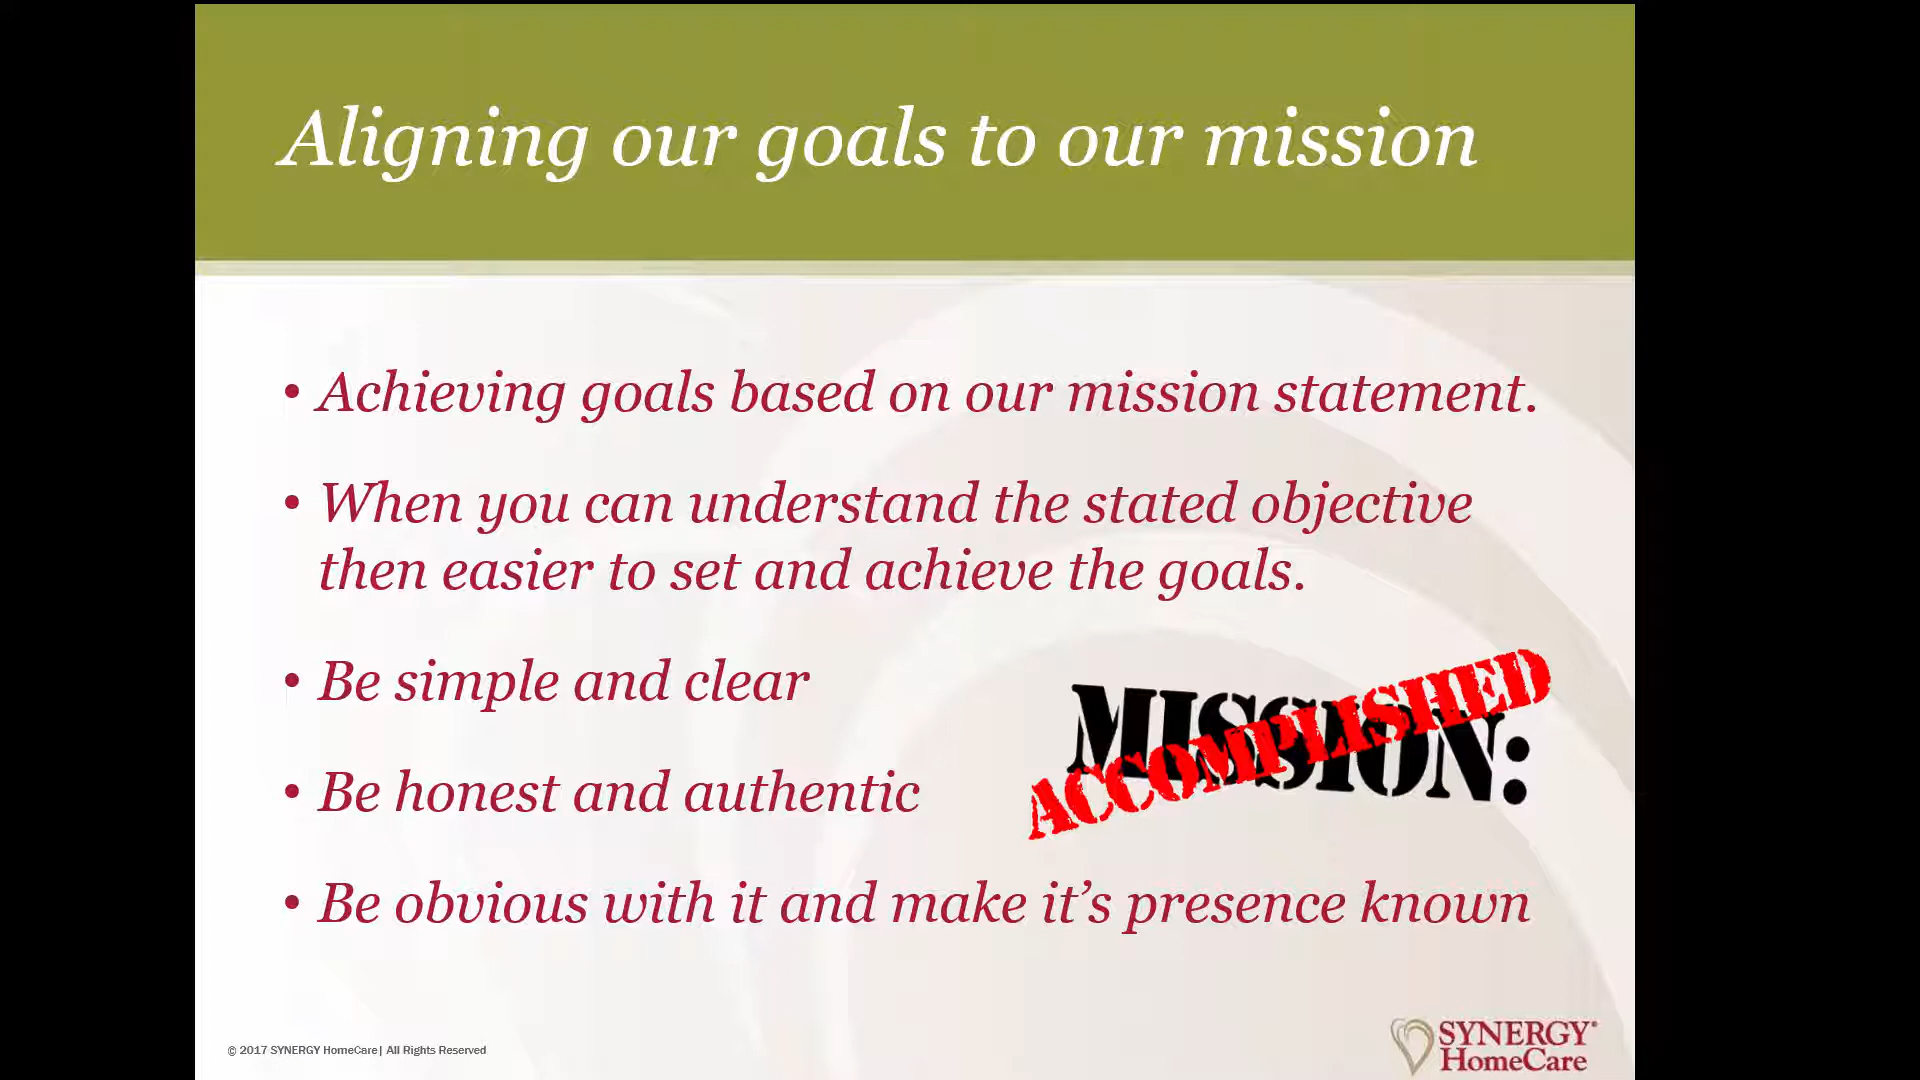 Aligning our goals to our mission
• Achieving goals based on our mission statement.
• When you can understand the stated objective
then easier to set and achieve the goals.
• Be simple and clear
• Be honest and authentic
MISSION:
ACCOMPLISHED
• Be obvious with it and make it’s presence known
© 2017 SYNERGY HomeCare| All Rights Reserved
SYNERGY®
HomeCare